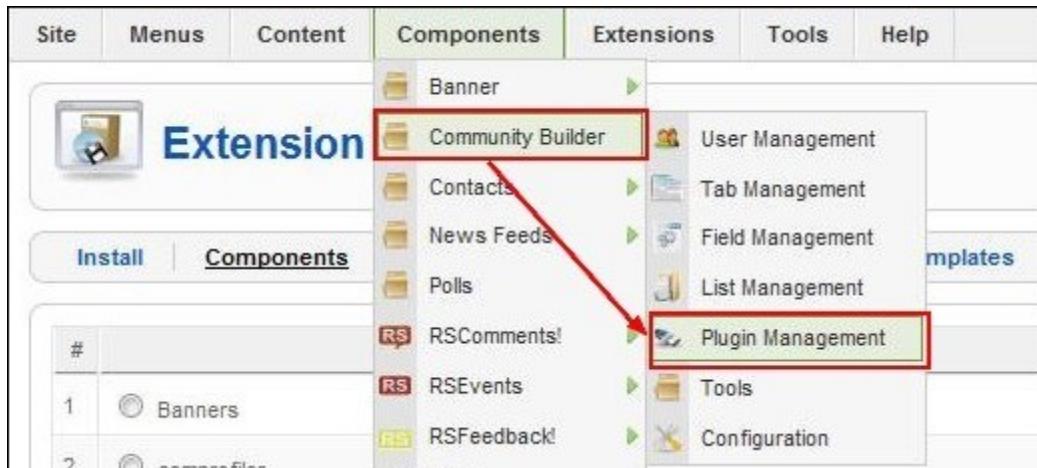 Site Menus Content Components Extensions Tools Help
Extension
Banner
Community Builder
Contacts
News Feeds
Polls
RSComments!
RSEvents
RSFeedback!
User Management
Tab Management
Field Management
List Management
Plugin Management
Tools
Configuration
Install Components mplates
#
1 Banners
2